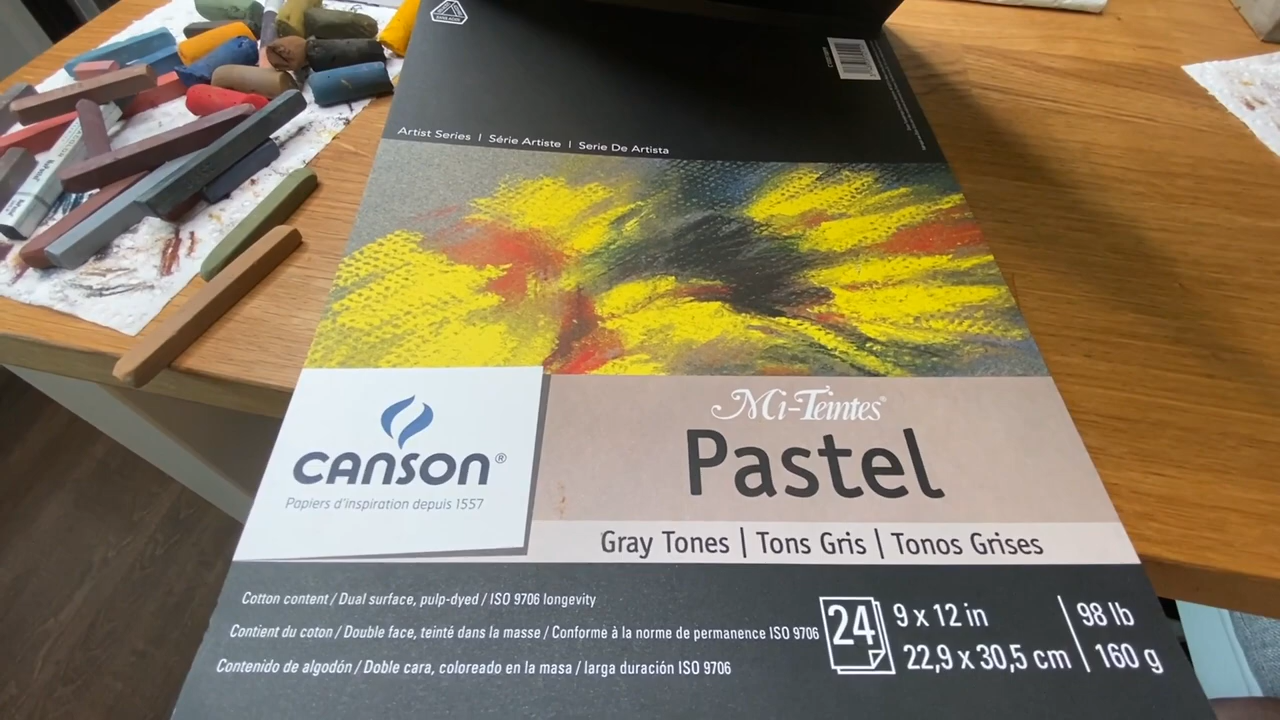 Artist Series | Série Artiste | Serie De Artista
Mi-Teintes®
Pastel
CANSON®
Papiers d'inspiration depuis 1557
Gray Tones | Tons Gris | Tonos Grises
Cotton content / Dual surface, pulp-dyed / ISO 9706 longevity
Contient du coton / Double face, teinté dans la masse / Conforme à la norme de permanence ISO 9706
Contenido de algodón / Doble cara, coloreado en la masa / larga duración ISO 9706
24
9 x 12 in
22,9 x 30,5 cm
98 lb
160 g